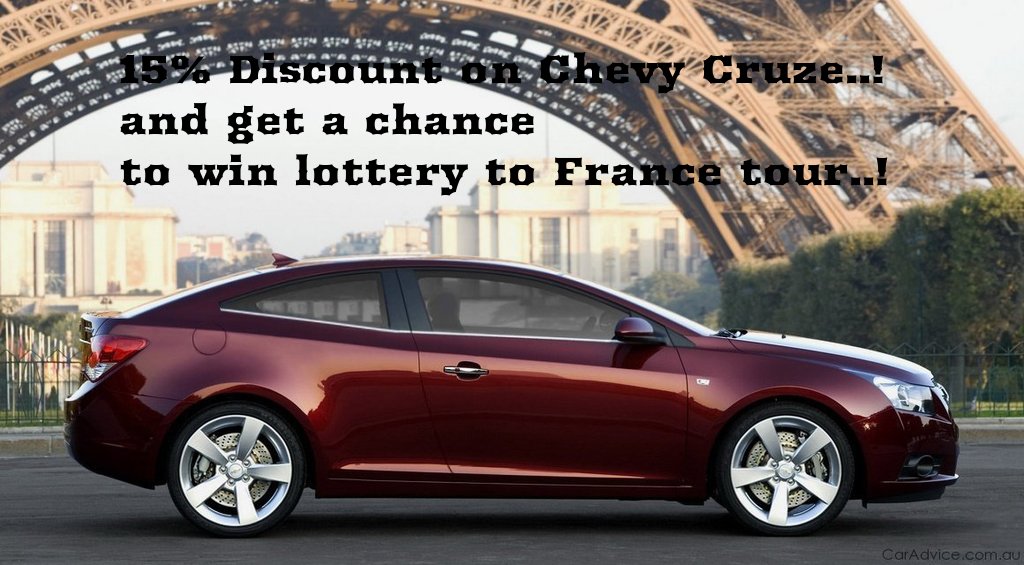 15% Discount on Chevy Cruze..!
and get a chance
to win lottery to France tour..!
CarAdvice.com.au